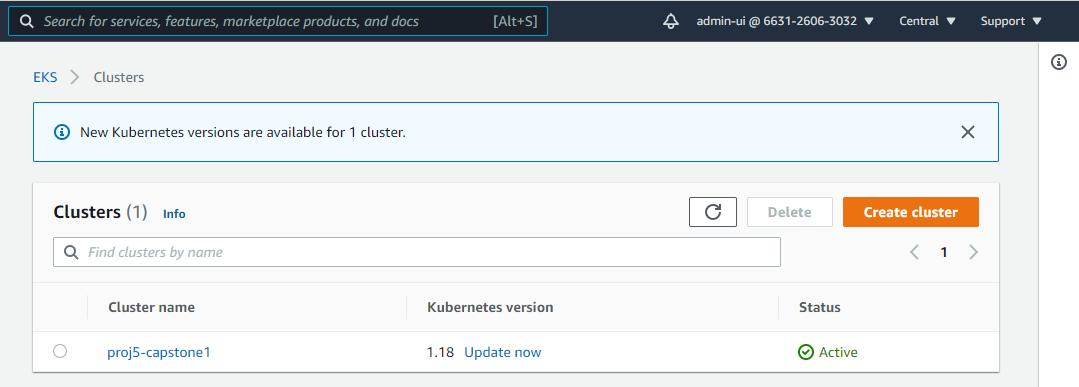 Search for services, features, marketplace products, and docs [Alt+S] admin-ui @ 6631-2606-3032 Central Support
EKS Clusters
New Kubernetes versions are available for 1 cluster.
Clusters (1) Info Delete Create cluster
Find clusters by name 1
Cluster name Kubernetes version Status
proj5-capstone1 1.18 Update now Active